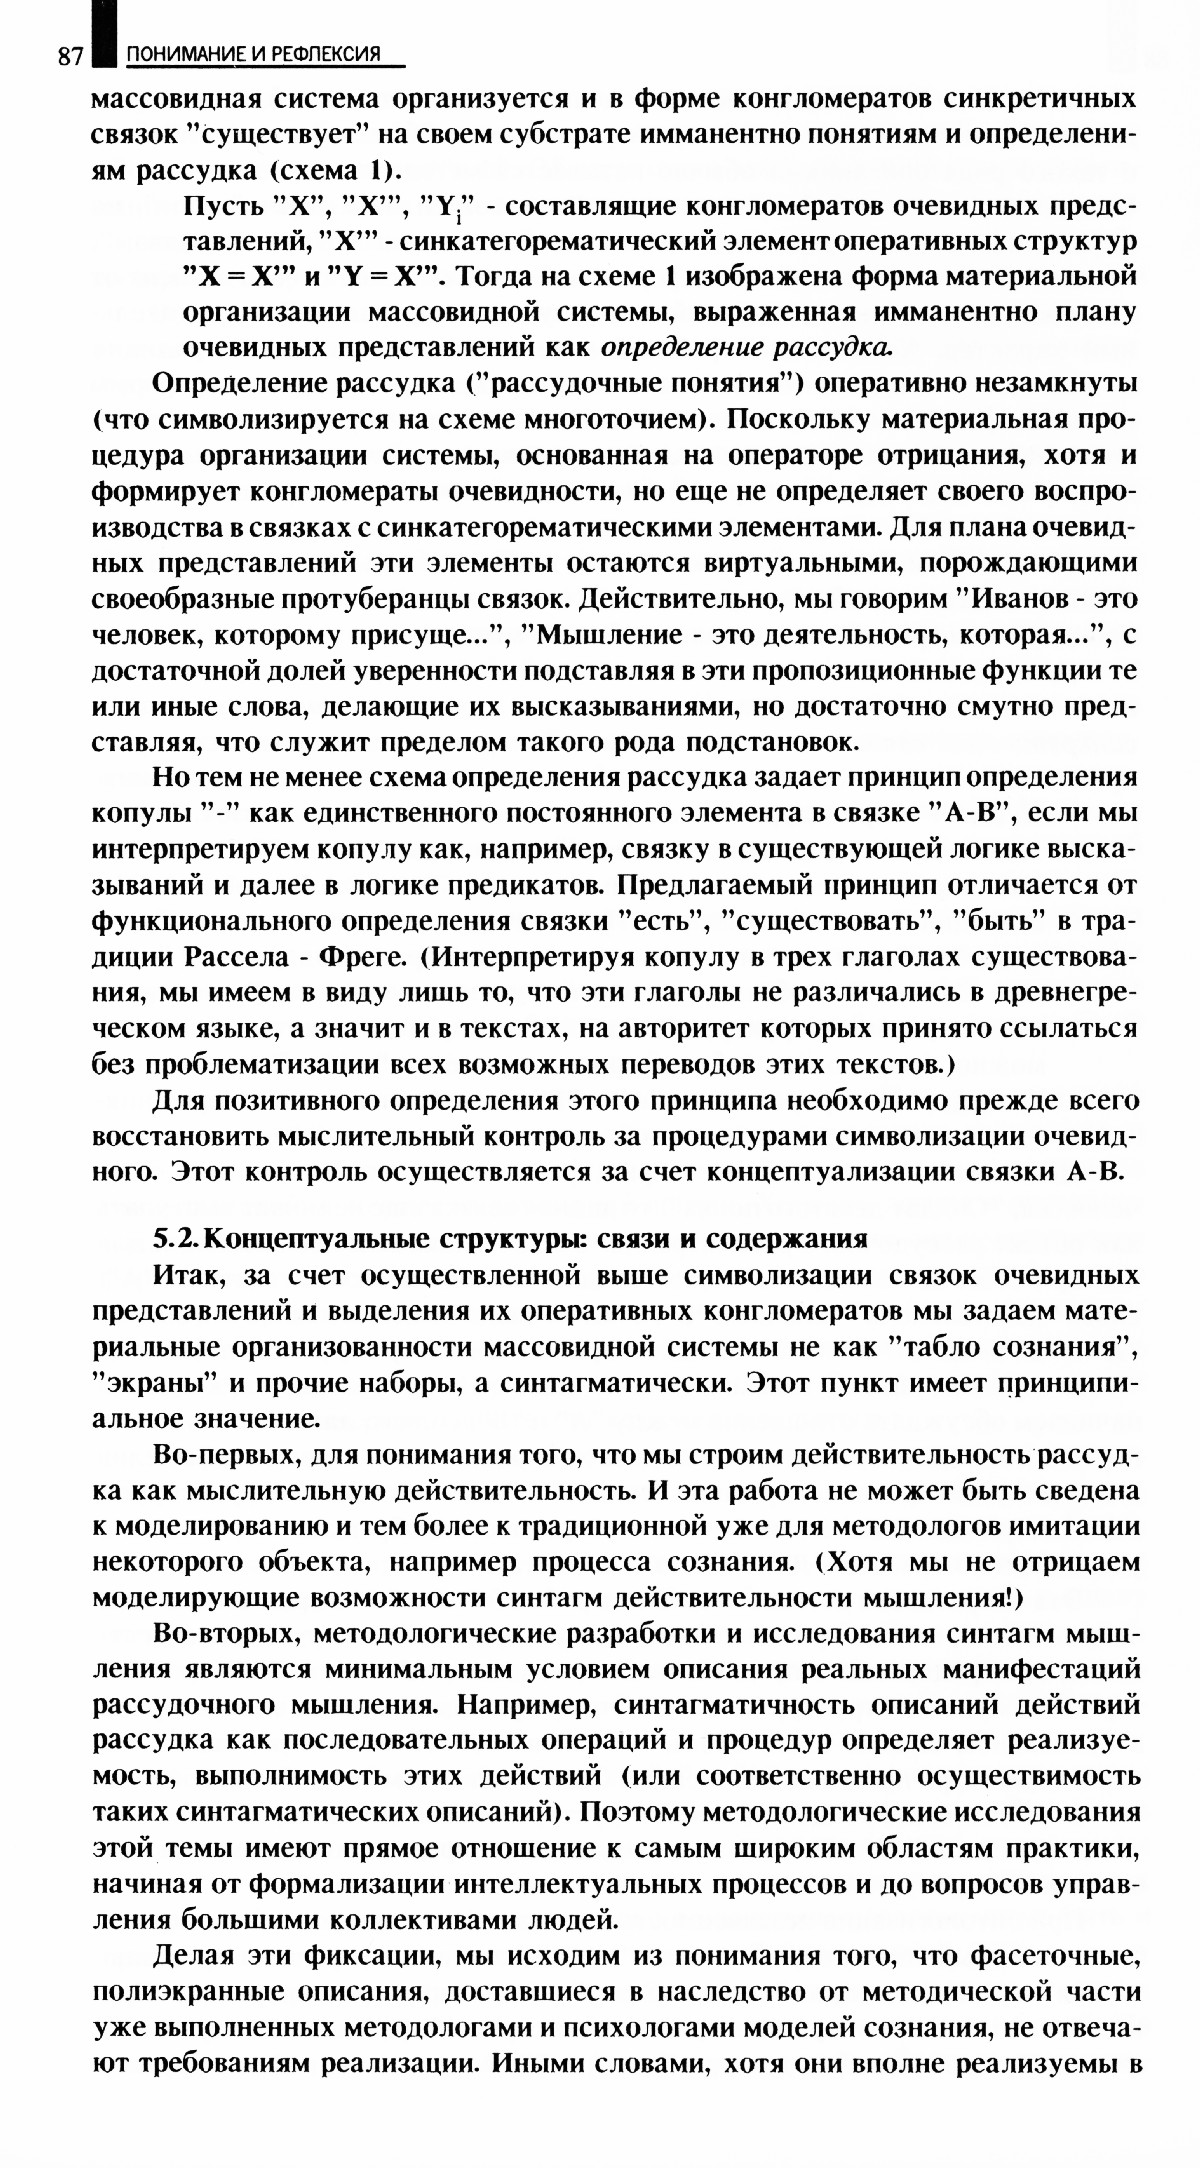 87 ПОНИМАНИЕ И РЕФЛЕКСИЯ
массовидная система организуется и в форме конгломератов синкретичных
связок ”существует” на своем субстрате имманентно понятиям и определени-
ям рассудка (схема 1).
Пусть ”X”, ”X’”, ”Yⱼ” - составлящие конгломератов очевидных предс-
тавлений, ”X’” - синкатегорематический элемент оперативных структур
”X = X’” и ”Y = X’”. Тогда на схеме 1 изображена форма материальной
организации массовидной системы, выраженная имманентно плану
очевидных представлений как определение рассудка.
Определение рассудка (”рассудочные понятия”) оперативно незамкнуты
(что символизируется на схеме многоточием). Поскольку материальная про-
цедура организации системы, основанная на операторе отрицания, хотя и
формирует конгломераты очевидности, но еще не определяет своего воспро-
изводства в связках с синкатегорематическими элементами. Для плана очевид-
ных представлений эти элементы остаются виртуальными, порождающими
своеобразные протуберанцы связок. Действительно, мы говорим ”Иванов - это
человек, которому присуще...”, ”Мышление - это деятельность, которая...”, с
достаточной долей уверенности подставляя в эти пропозиционные функции те
или иные слова, делающие их высказываниями, но достаточно смутно пред-
ставляя, что служит пределом такого рода подстановок.
Но тем не менее схема определения рассудка задает принцип определения
копулы ”-” как единственного постоянного элемента в связке ”А-В”, если мы
интерпретируем копулу как, например, связку в существующей логике выска-
зываний и далее в логике предикатов. Предлагаемый принцип отличается от
функционального определения связки ”есть”, ”существовать”, ”быть” в тра-
диции Рассела - Фреге. (Интерпретируя копулу в трех глаголах существова-
ния, мы имеем в виду лишь то, что эти глаголы не различались в древнегре-
ческом языке, а значит и в текстах, на авторитет которых принято ссылаться
без проблематизации всех возможных переводов этих текстов.)
Для позитивного определения этого принципа необходимо прежде всего
восстановить мыслительный контроль за процедурами символизации очевид-
ного. Этот контроль осуществляется за счет концептуализации связки А-В.
5.2. Концептуальные структуры: связи и содержания
Итак, за счет осуществленной выше символизации связок очевидных
представлений и выделения их оперативных конгломератов мы задаем мате-
риальные организованности массовидной системы не как ”табло сознания”,
”экраны” и прочие наборы, а синтагматически. Этот пункт имеет принципи-
альное значение.
Во-первых, для понимания того, что мы строим действительность рассуд-
ка как мыслительную действительность. И эта работа не может быть сведена
к моделированию и тем более к традиционной уже для методологов имитации
некоторого объекта, например процесса сознания. (Хотя мы не отрицаем
моделирующие возможности синтагм действительности мышления!)
Во-вторых, методологические разработки и исследования синтагм мыш-
ления являются минимальным условием описания реальных манифестаций
рассудочного мышления. Например, синтагматичность описаний действий
рассудка как последовательных операций и процедур определяет реализуе-
мость, выполнимость этих действий (или соответственно осуществимость
таких синтагматических описаний). Поэтому методологические исследования
этой темы имеют прямое отношение к самым широким областям практики,
начиная от формализации интеллектуальных процессов и до вопросов управ-
ления большими коллективами людей.
Делая эти фиксации, мы исходим из понимания того, что фасеточные,
полиэкранные описания, доставшиеся в наследство от методической части
уже выполненных методологами и психологами моделей сознания, не отвеча-
ют требованиям реализации. Иными словами, хотя они вполне реализуемы в